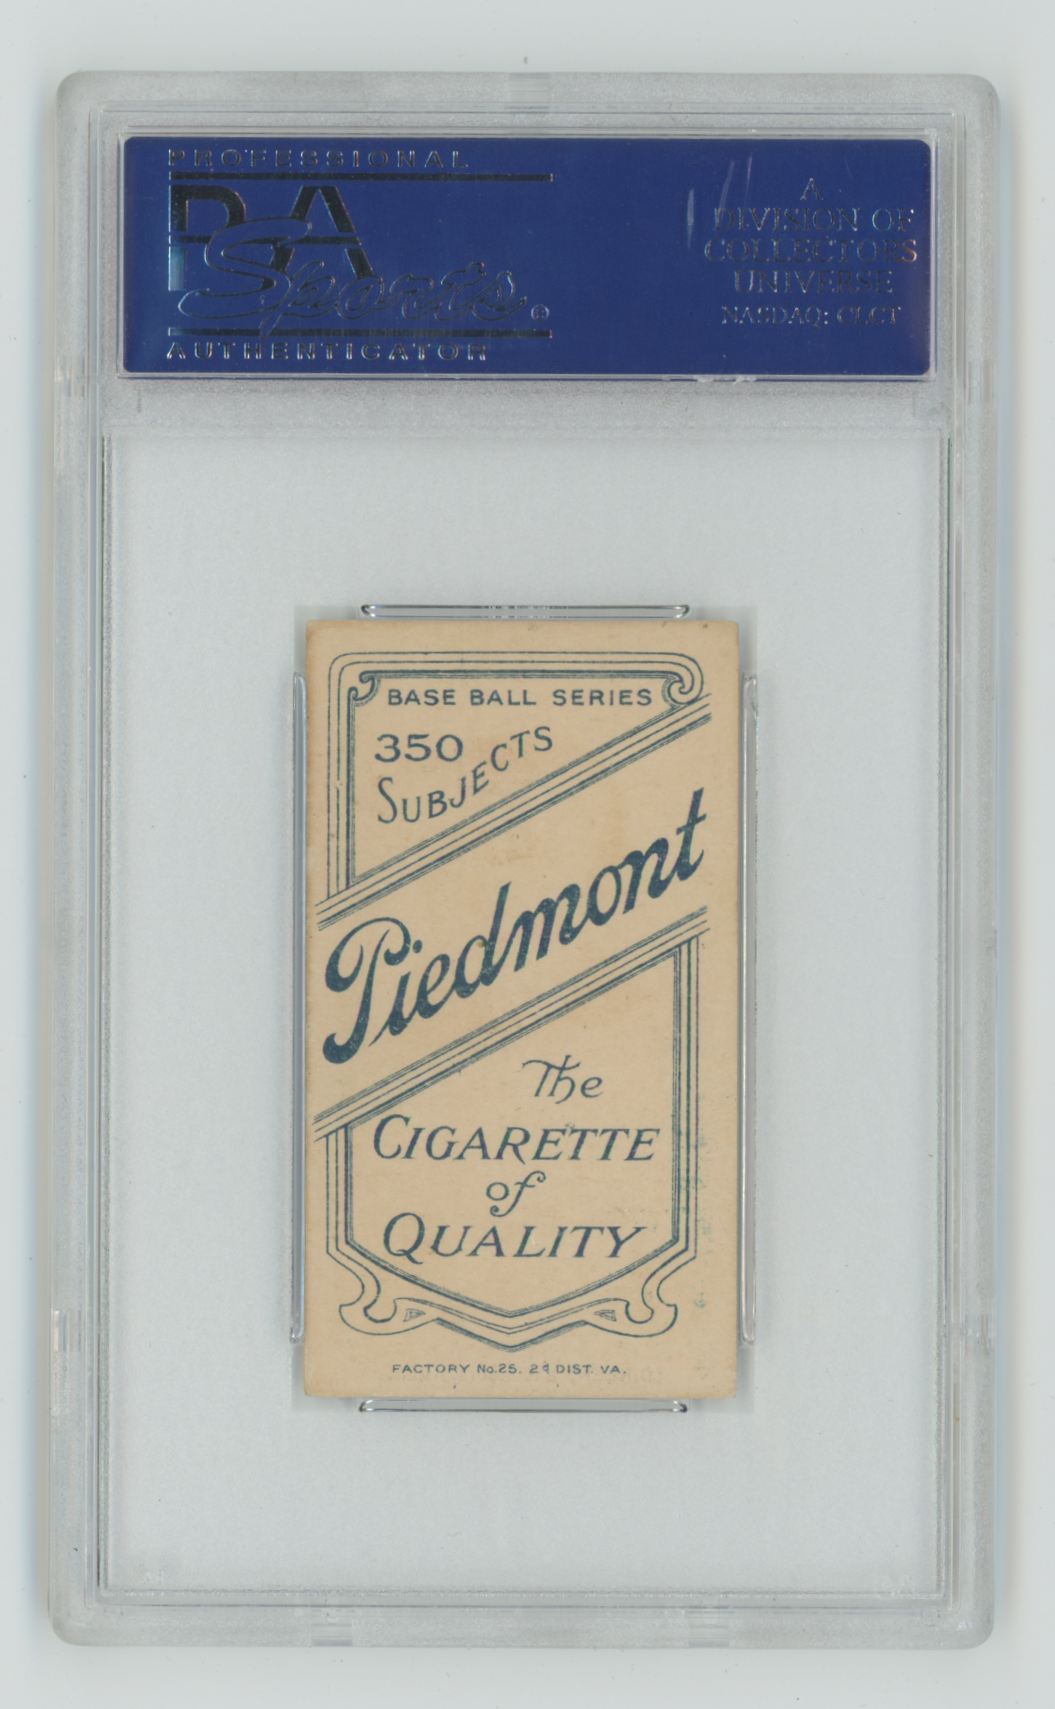 PROFESSIONAL
PSA
Sports®
AUTHENTICATOR
A
DIVISION OF
COLLECTORS
UNIVERSE
NASDAQ: CLCT
BASE BALL SERIES
350
SUBJECTS
Piedmont
The
CIGARETTE
of
QUALITY
FACTORY No.25. 2d DIST. VA.